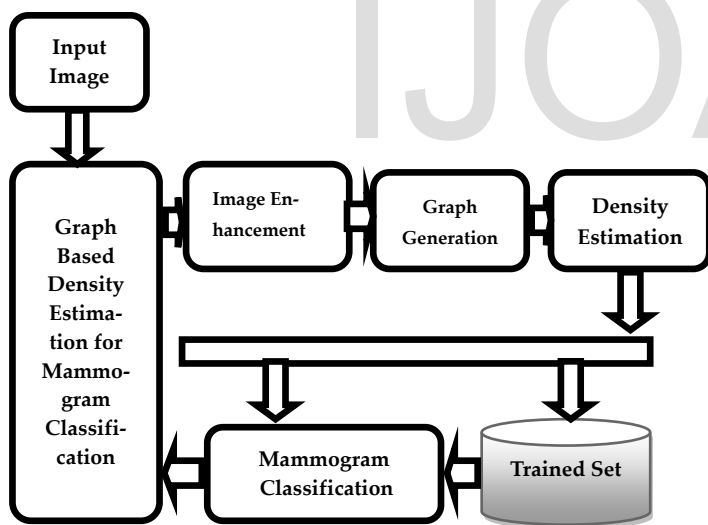 IJOA
Input
Image
Graph
Based
Density
Estima-
tion for
Mammo-
gram
Classifi-
cation
Image En-
hancement
Graph
Generation
Density
Estimation
Mammogram
Classification
Trained Set